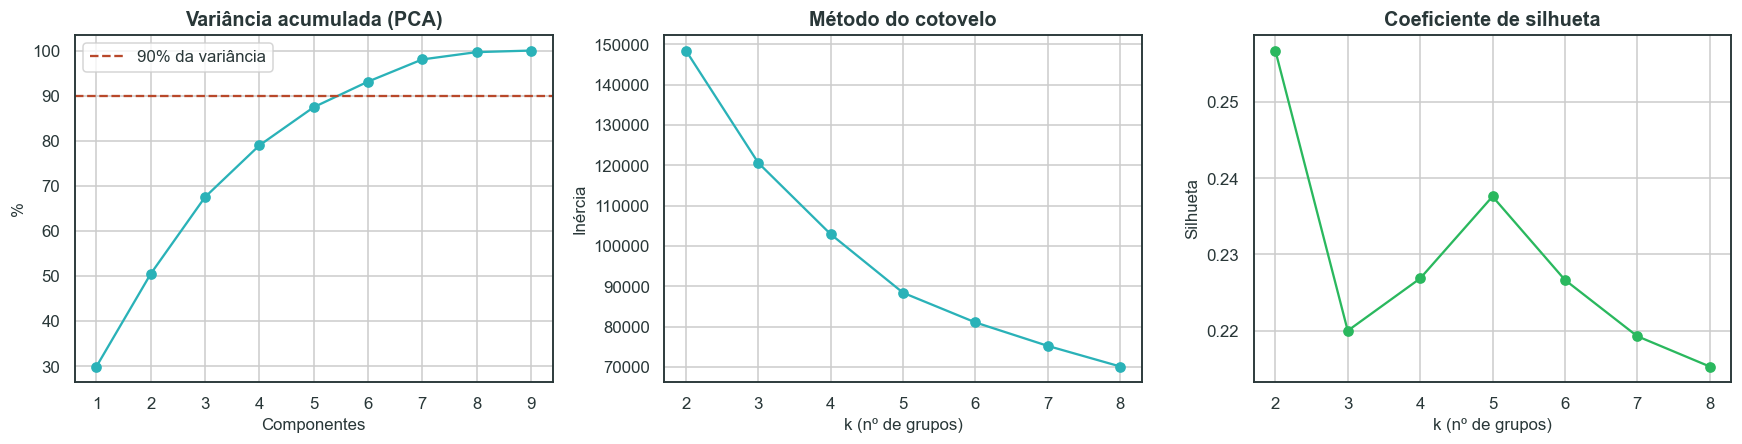 Variância acumulada (PCA)
90% da variância
100
90
80
70
60
50
40
30
%
1 2 3 4 5 6 7 8 9
Componentes
Método do cotovelo
150000
140000
130000
120000
110000
100000
90000
80000
70000
Inércia
2 3 4 5 6 7 8
k (nº de grupos)
Coeficiente de silhueta
0.25
0.24
0.23
0.22
Silhueta
2 3 4 5 6 7 8
k (nº de grupos)